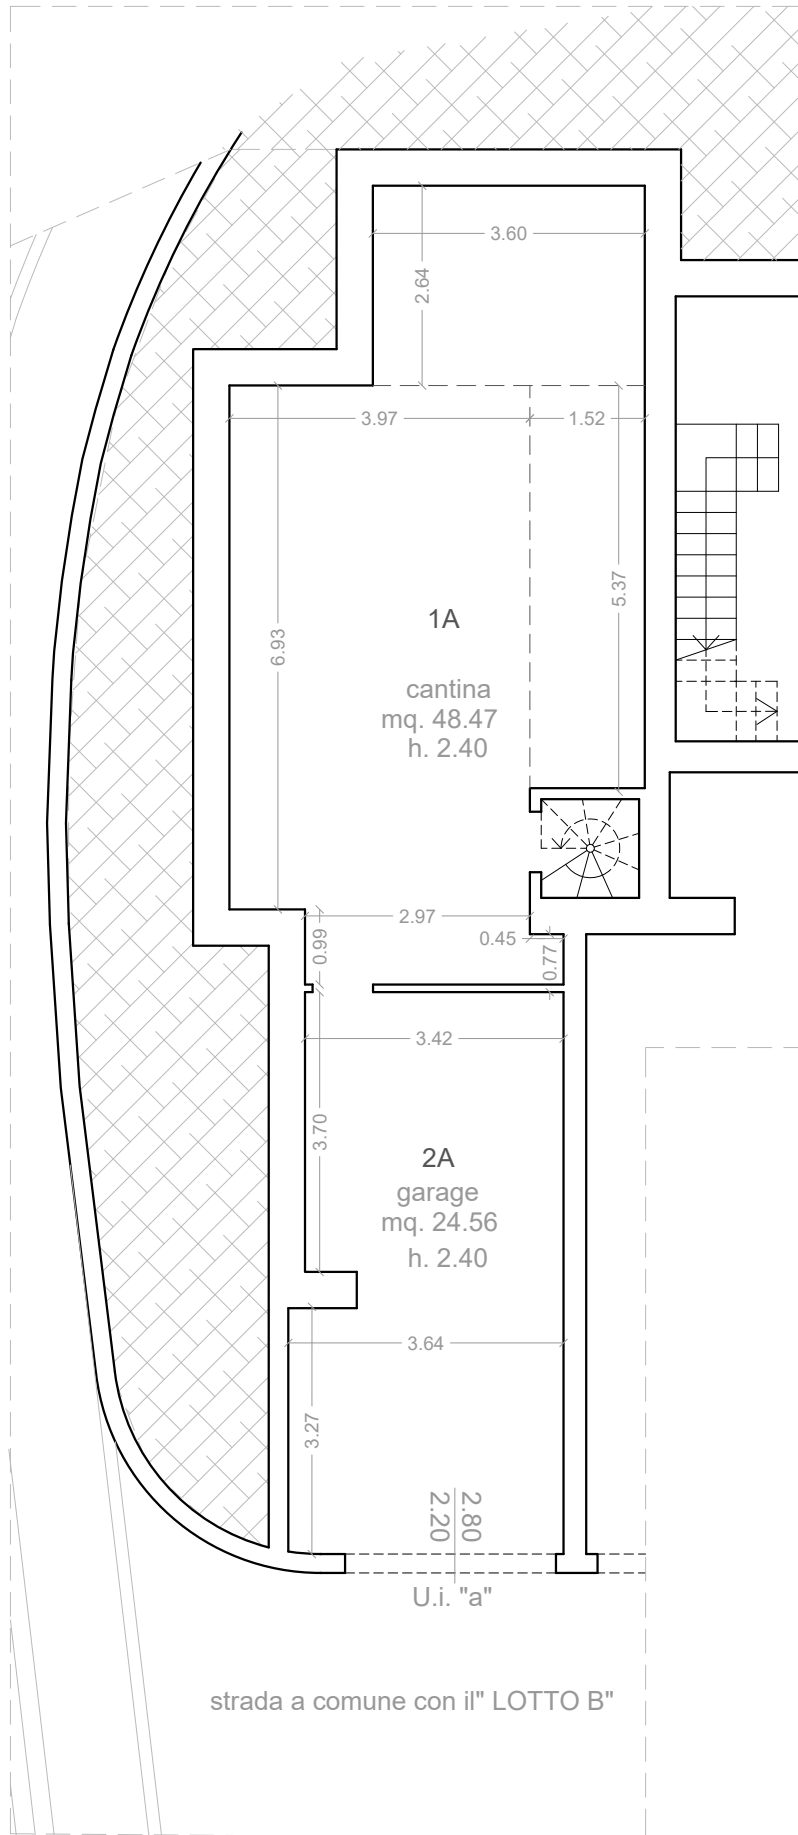 3.60
2.64
3.97
1.52
5.37
6.93
1A
cantina
mq. 48.47
h. 2.40
2.97
0.99
0.45
0.77
3.42
3.70
2A
garage
mq. 24.56
h. 2.40
3.64
3.27
2.80
2.20
U.i. "a"
strada a comune con il" LOTTO B"